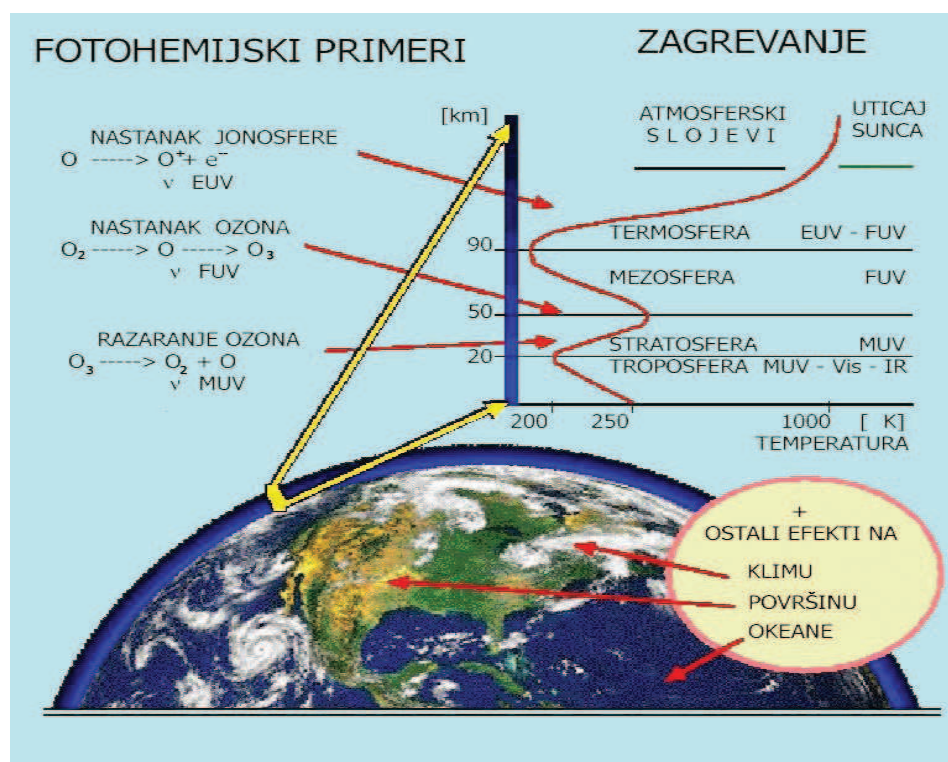 FOTOHEMIJSKI PRIMERI
ZAGREVANJE
NASTANAK JONOSFERE
O -----> O⁺+ e⁻
ν EUV
NASTANAK OZONA
O₂-----> O -----> O₃
ν FUV
RAZARANJE OZONA
O₃ -----> O₂ + O
ν MUV
[km]
90
50
20
ATMOSFERSKI
S L O J E V I
UTICAJ
SUNCA
TERMOSFERA EUV - FUV
MEZOSFERA FUV
STRATOSFERA MUV
TROPOSFERA MUV - Vis - IR
200 250 1000 [ K]
TEMPERATURA
+
OSTALI EFEKTI NA
KLIMU
POVRŠINU
OKEANE